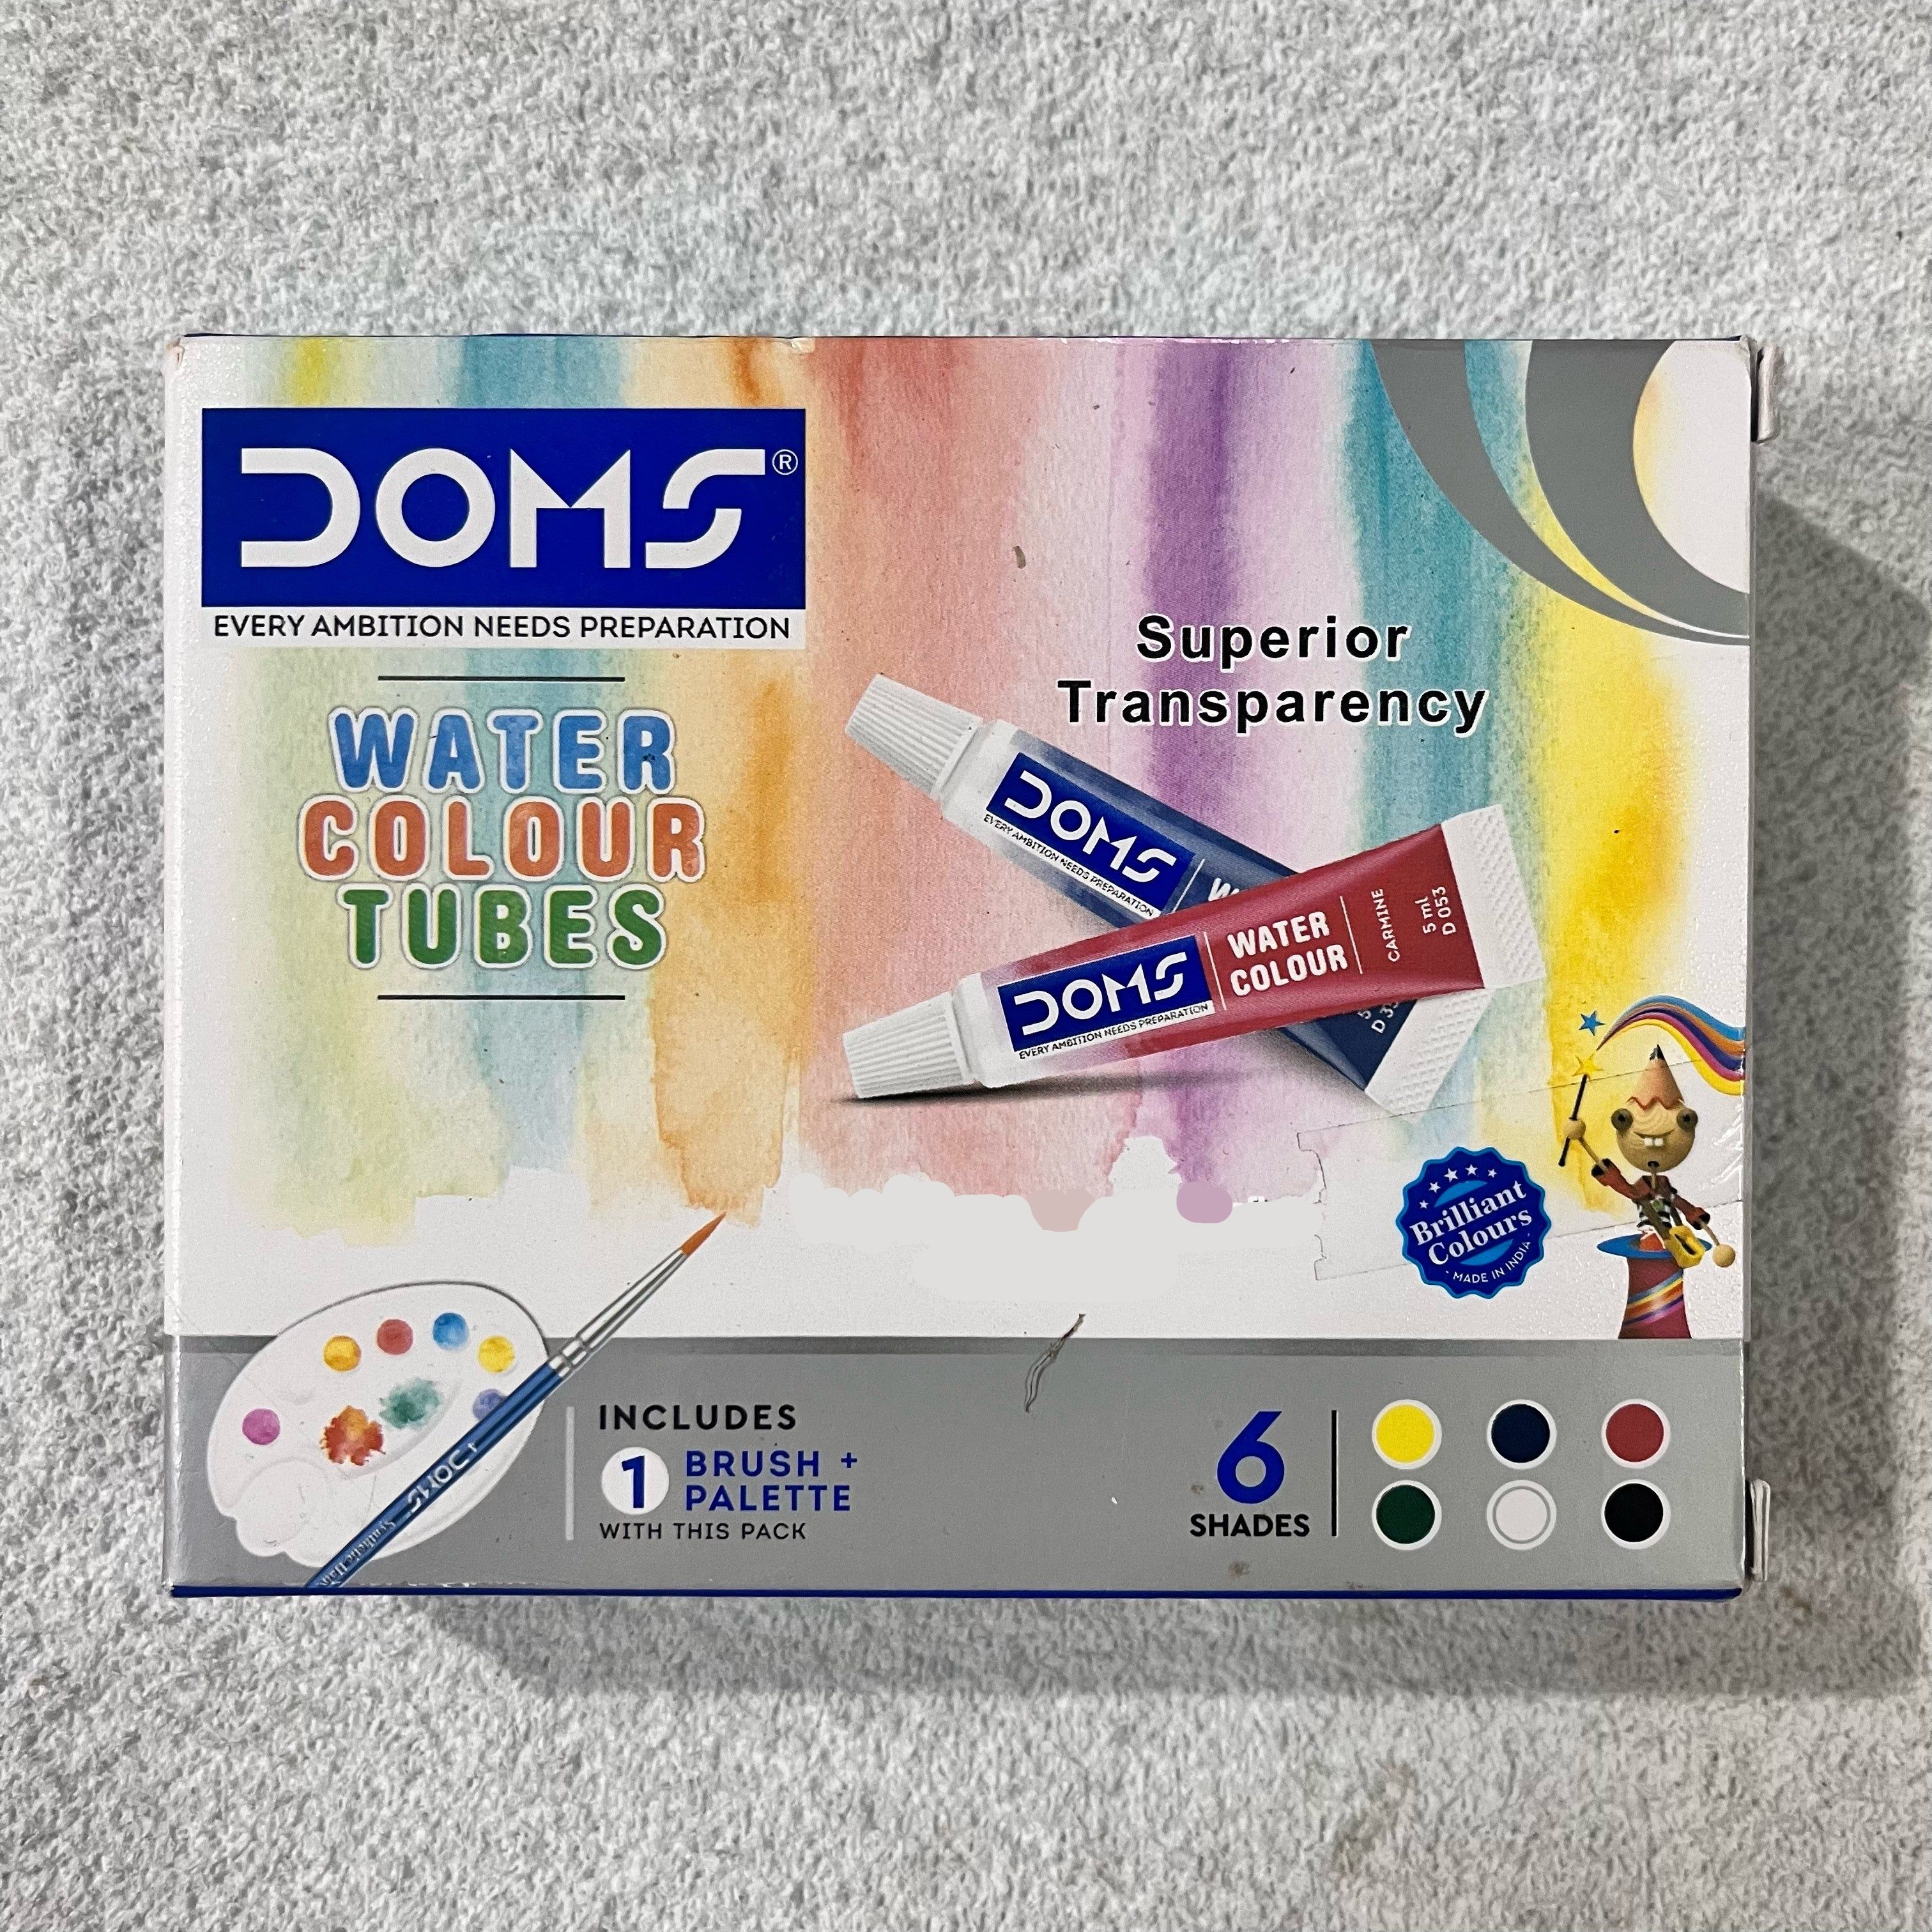 DOMS®
EVERY AMBITION NEEDS PREPARATION
WATER
COLOUR
TUBES
Superior
Transparency
DOMS
EVERY AMBITION NEEDS PREPARATION
DOMS
EVERY AMBITION NEEDS PREPARATION
WATER
COLOUR
CARMINE
5 ml
D 053
Brilliant
Colours
- MADE IN INDIA -
DOMS
INCLUDES
1 BRUSH +
PALETTE
WITH THIS PACK
6
SHADES